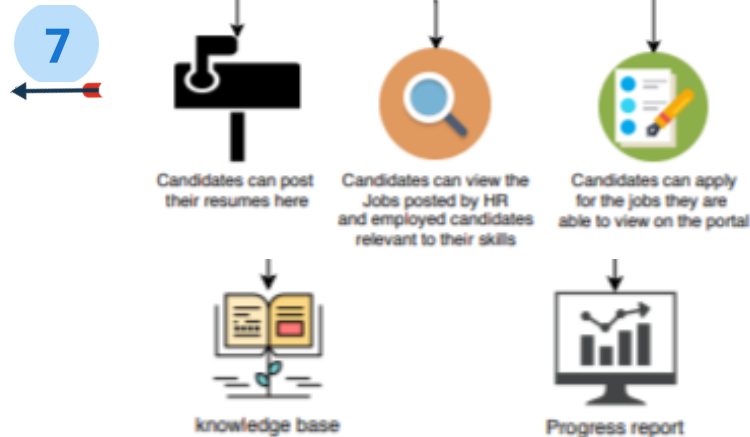 7
Candidates can post
their resumes here
Candidates can view the
Jobs posted by HR
and employed candidates
relevant to their skills
Candidates can apply
for the jobs they are
able to view on the portal
knowledge base
Progress report